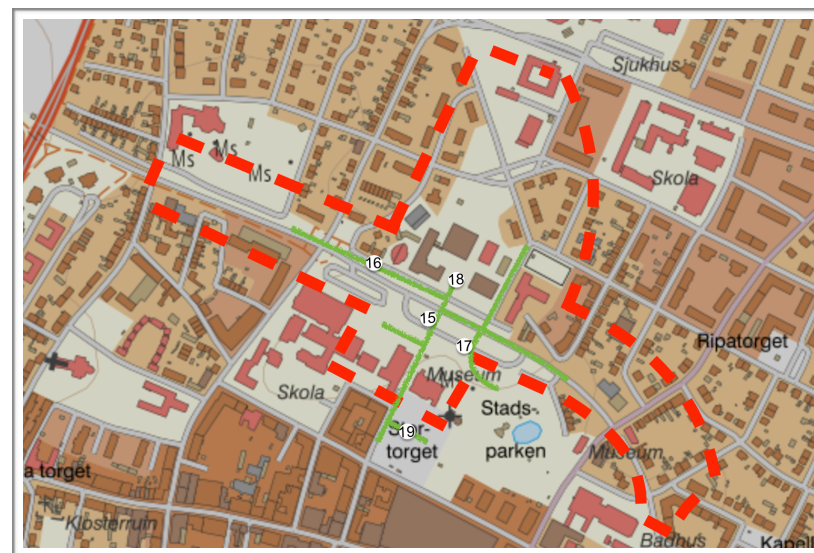 Sjukhus
Ms
Ms
Ms
Skola
16
18
15
17
Ripatorget
Museum
Skola
Stads-
parken
19
torget
Museum
a torget
Klosterruin
Badhus
Kapell